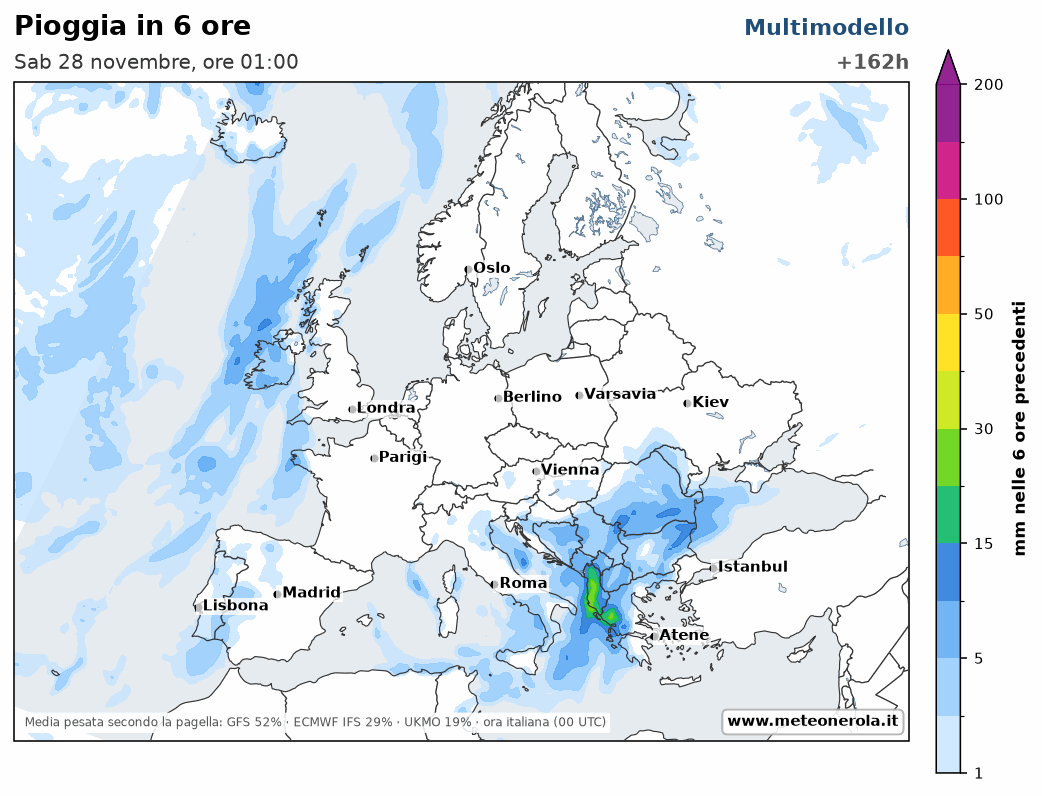 Pioggia in 6 ore
Multimodello
Sab 28 novembre, ore 01:00
+162h
200
100
50
30
15
5
1
mm nelle 6 ore precedenti
Oslo
Londra
Berlino
Varsavia
Kiev
Parigi
Vienna
Istanbul
Roma
Madrid
Lisbona
Atene
Media pesata secondo la pagella: GFS 52% · ECMWF IFS 29% · UKMO 19% · ora italiana (00 UTC)
www.meteonerola.it